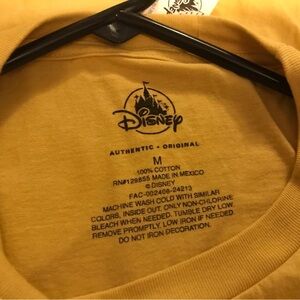 Disney
AUTHENTIC • ORIGINAL
M
100% COTTON
RN#129855 MADE IN MEXICO
©DISNEY
FAC-002406-24213
MACHINE WASH COLD WITH SIMILAR
COLORS, INSIDE OUT. ONLY NON-CHLORINE
BLEACH WHEN NEEDED. TUMBLE DRY LOW.
REMOVE PROMPTLY. LOW IRON IF NEEDED.
DO NOT IRON DECORATION.